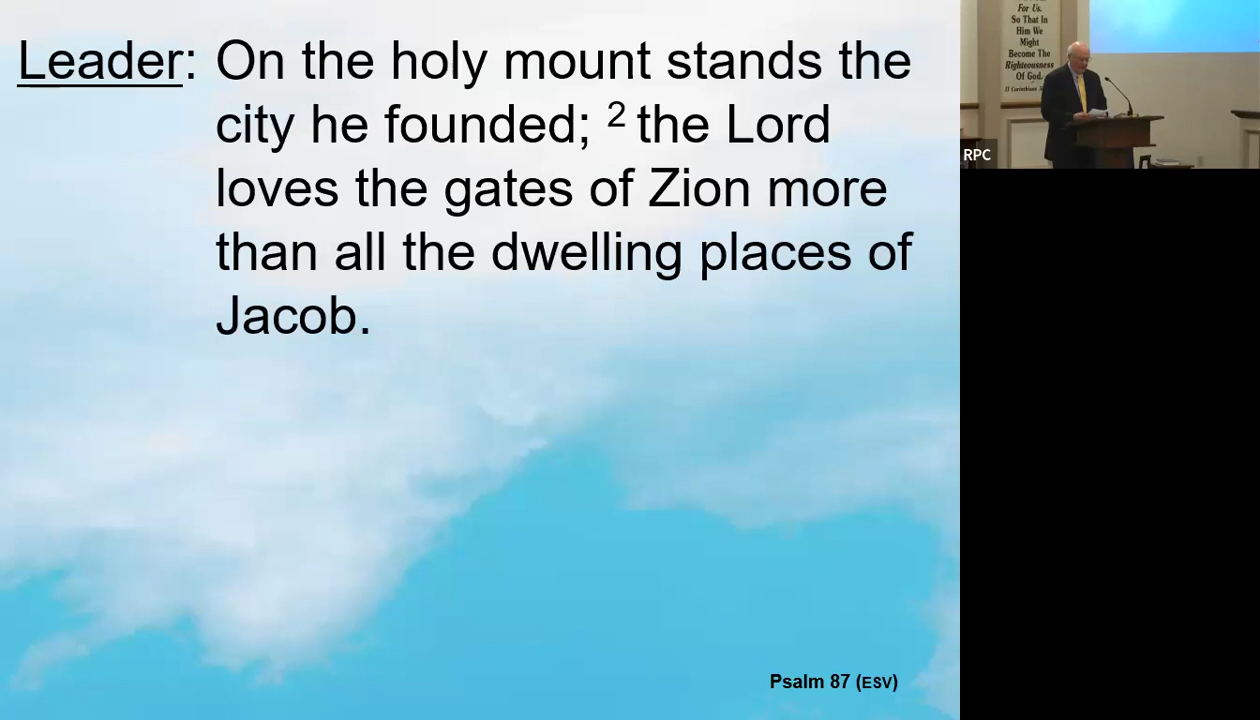 Leader: On the holy mount stands the
city he founded; ² the Lord
loves the gates of Zion more
than all the dwelling places of
Jacob.
Psalm 87 (ESV)
For Us.
So That In
Him We
Might
Become The
Righteousness
Of God.
II Corinthians
RPC